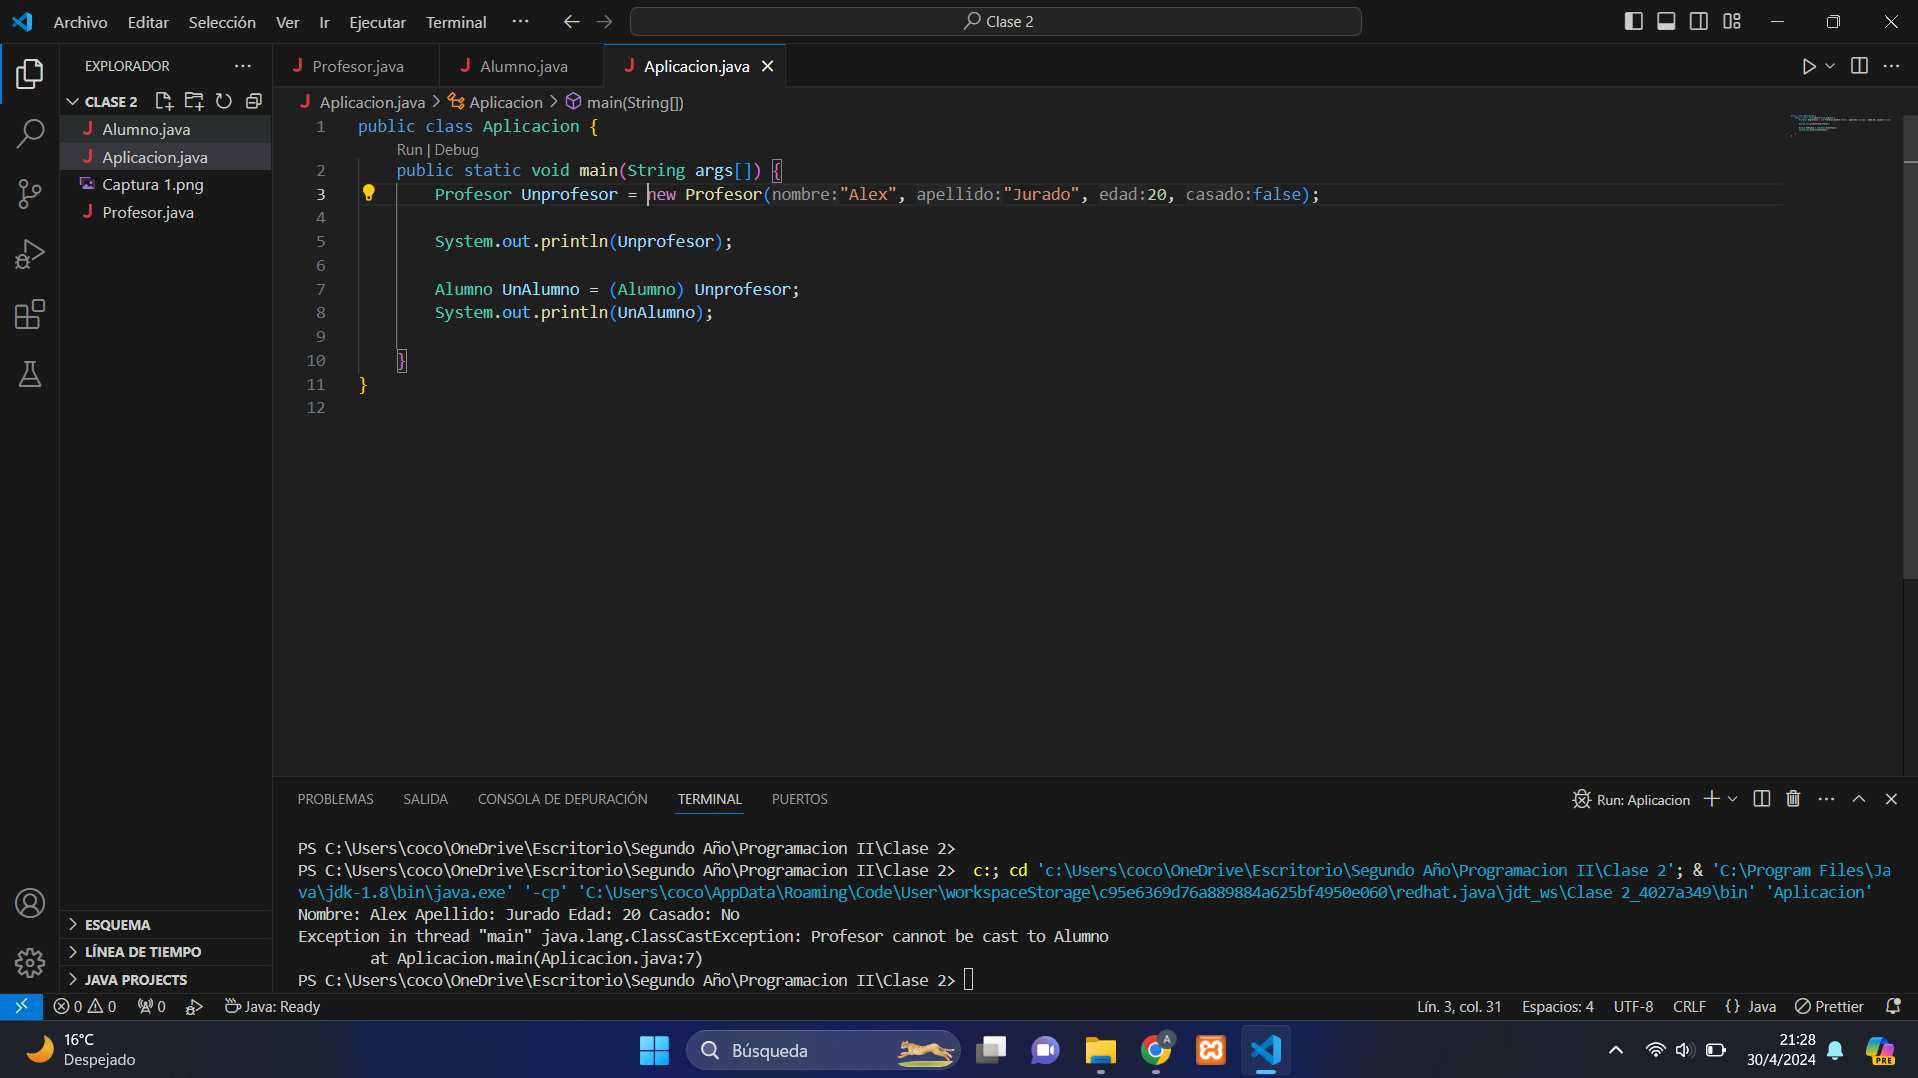 Archivo Editar Selección Ver Ir Ejecutar Terminal ··· Clase 2
EXPLORADOR ···
CLASE 2
Alumno.java
Aplicacion.java
Captura 1.png
Profesor.java
Profesor.java Alumno.java Aplicacion.java
Aplicacion.java > Aplicacion > main(String[])
1 public class Aplicacion {
Run | Debug
2 public static void main(String args[]) {
3 Profesor Unprofesor = new Profesor(nombre:"Alex", apellido:"Jurado", edad:20, casado:false);
4
5 System.out.println(Unprofesor);
6
7 Alumno UnAlumno = (Alumno) Unprofesor;
8 System.out.println(UnAlumno);
9
10 }
11 }
12
PROBLEMAS SALIDA CONSOLA DE DEPURACIÓN TERMINAL PUERTOS Run: Aplicacion
PS C:\Users\coco\OneDrive\Escritorio\Segundo Año\Programacion II\Clase 2>
PS C:\Users\coco\OneDrive\Escritorio\Segundo Año\Programacion II\Clase 2> c:; cd 'c:\Users\coco\OneDrive\Escritorio\Segundo Año\Programacion II\Clase 2'; & 'C:\Program Files\Ja
va\jdk-1.8\bin\java.exe' '-cp' 'C:\Users\coco\AppData\Roaming\Code\User\workspaceStorage\c95e6369d76a889884a625bf4950e060\redhat.java\jdt_ws\Clase 2_4027a349\bin' 'Aplicacion'
Nombre: Alex Apellido: Jurado Edad: 20 Casado: No
Exception in thread "main" java.lang.ClassCastException: Profesor cannot be cast to Alumno
at Aplicacion.main(Aplicacion.java:7)
PS C:\Users\coco\OneDrive\Escritorio\Segundo Año\Programacion II\Clase 2>
ESQUEMA
LÍNEA DE TIEMPO
JAVA PROJECTS
0 0 0 Java: Ready Lín. 3, col. 31 Espacios: 4 UTF-8 CRLF {} Java Prettier
16°C
Despejado
Búsqueda
A
PRE
21:28
30/4/2024